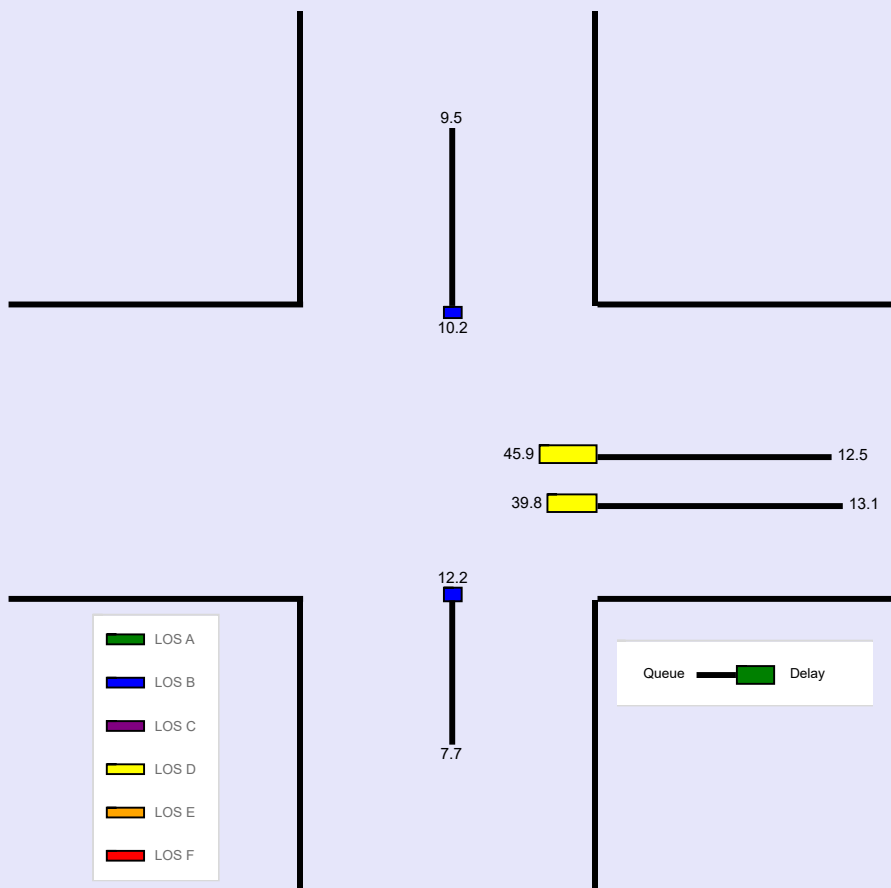 9.5
10.2
45.9 12.5
39.8 13.1
12.2
7.7
LOS A
LOS B
LOS C
LOS D
LOS E
LOS F
Queue Delay